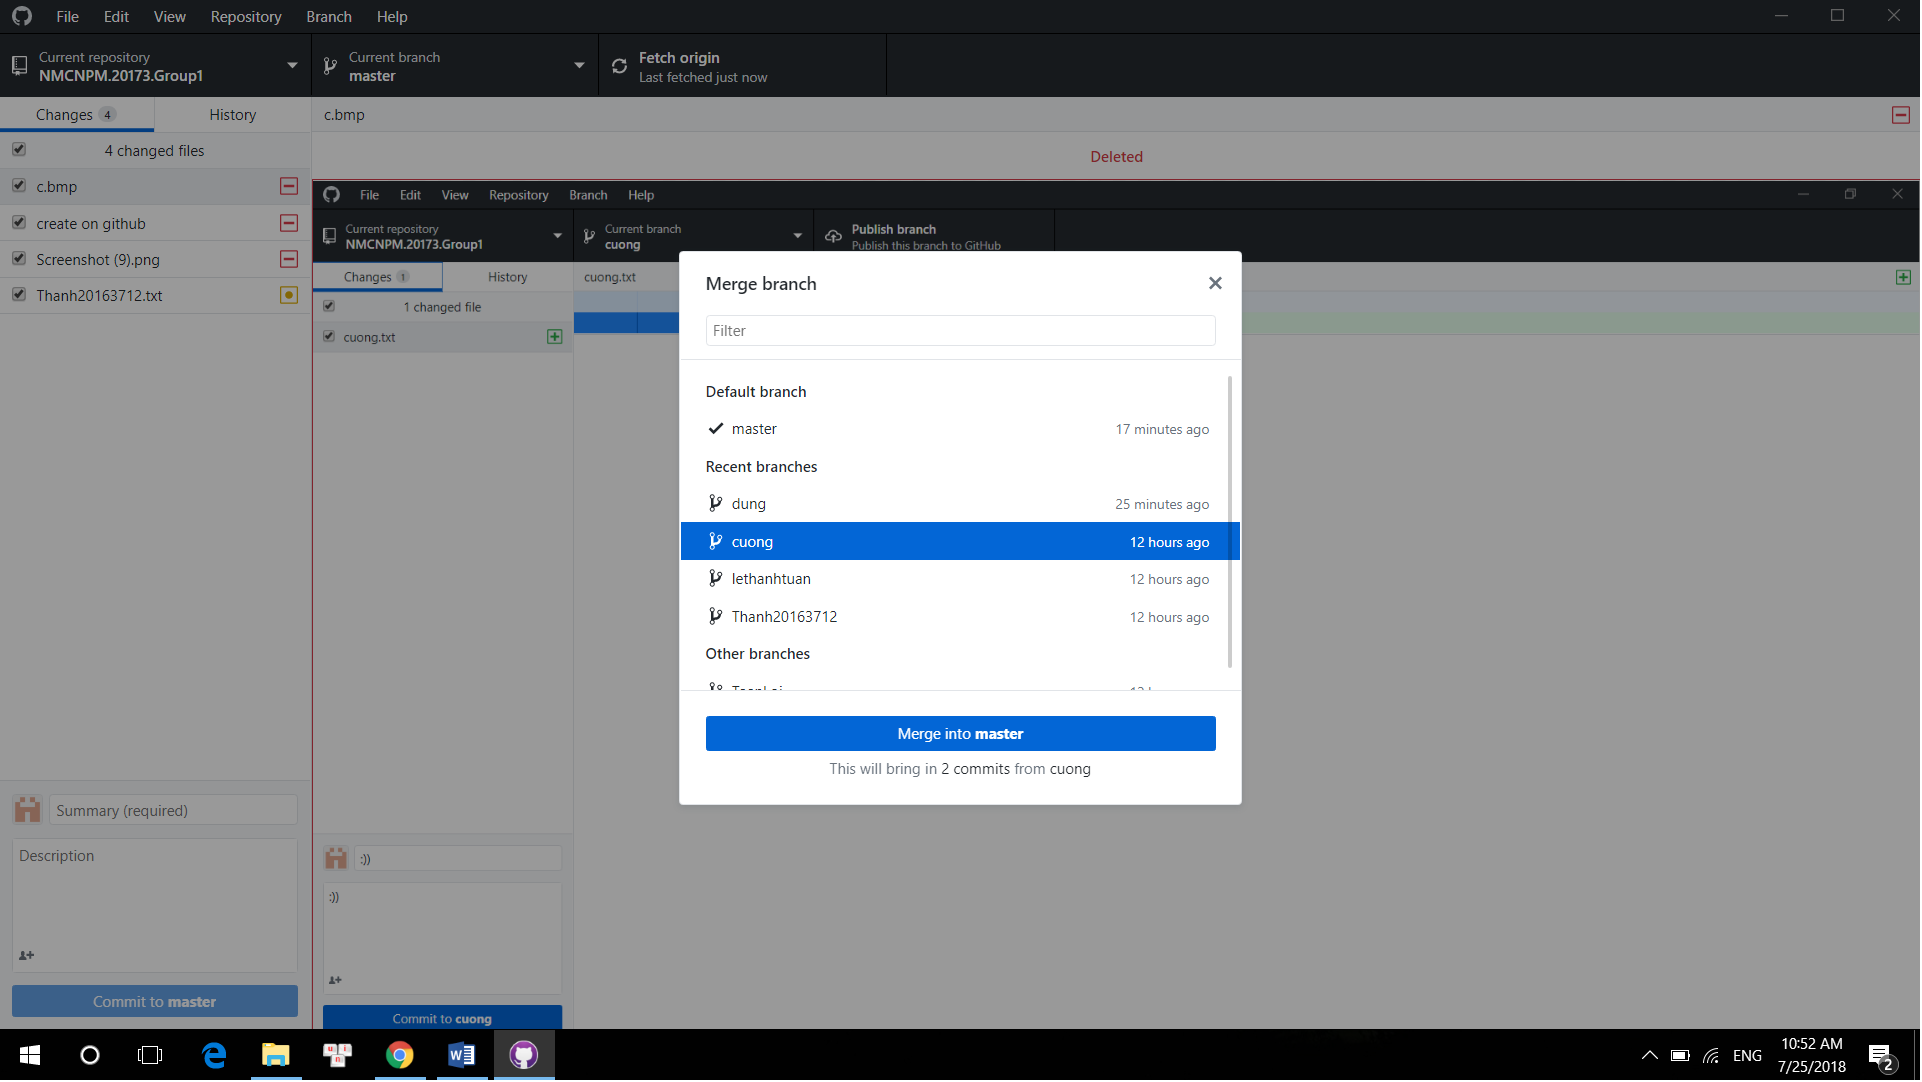 File Edit View Repository Branch Help
Current repository
NMCNPM.20173.Group1
Current branch
master
Fetch origin
Last fetched just now
Changes 4 History
c.bmp
4 changed files
Deleted
c.bmp
create on github
Screenshot (9).png
Thanh20163712.txt
Summary (required)
Description
Commit to master
File Edit View Repository Branch Help
Current repository
NMCNPM.20173.Group1
Current branch
cuong
Publish branch
Publish this branch to GitHub
Changes 1 History
cuong.txt
1 changed file
cuong.txt
:))
:))
Commit to cuong
Merge branch
Filter
Default branch
master 17 minutes ago
Recent branches
dung 25 minutes ago
cuong 12 hours ago
lethanhtuan 12 hours ago
Thanh20163712 12 hours ago
Other branches
Merge into master
This will bring in 2 commits from cuong
ENG
10:52 AM
7/25/2018
2